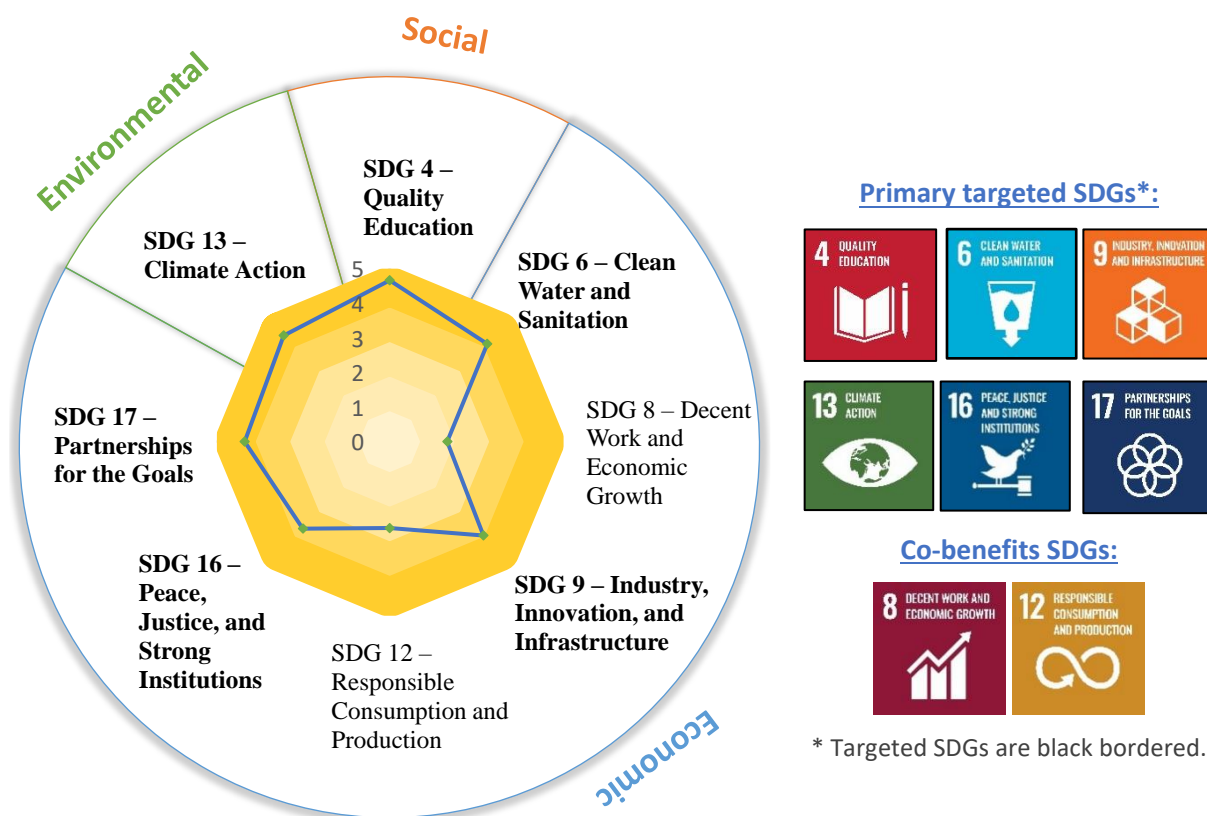 Social
Environmental
SDG 4 –
Quality
Education
SDG 13 –
Climate Action
SDG 6 – Clean
Water and
Sanitation
5
4
3
2
1
0
SDG 17 –
Partnerships
for the Goals
SDG 8 – Decent
Work and
Economic
Growth
SDG 16 –
Peace,
Justice, and
Strong
Institutions
SDG 9 – Industry,
Innovation, and
Infrastructure
SDG 12 –
Responsible
Consumption and
Production
Economic
Primary targeted SDGs*:
4 QUALITY
EDUCATION
6 CLEAN WATER
AND SANITATION
9 INDUSTRY, INNOVATION
AND INFRASTRUCTURE
13 CLIMATE
ACTION
16 PEACE, JUSTICE
AND STRONG
INSTITUTIONS
17 PARTNERSHIPS
FOR THE GOALS
Co-benefits SDGs:
8 DECENT WORK AND
ECONOMIC GROWTH
12 RESPONSIBLE
CONSUMPTION
AND PRODUCTION
* Targeted SDGs are black bordered.